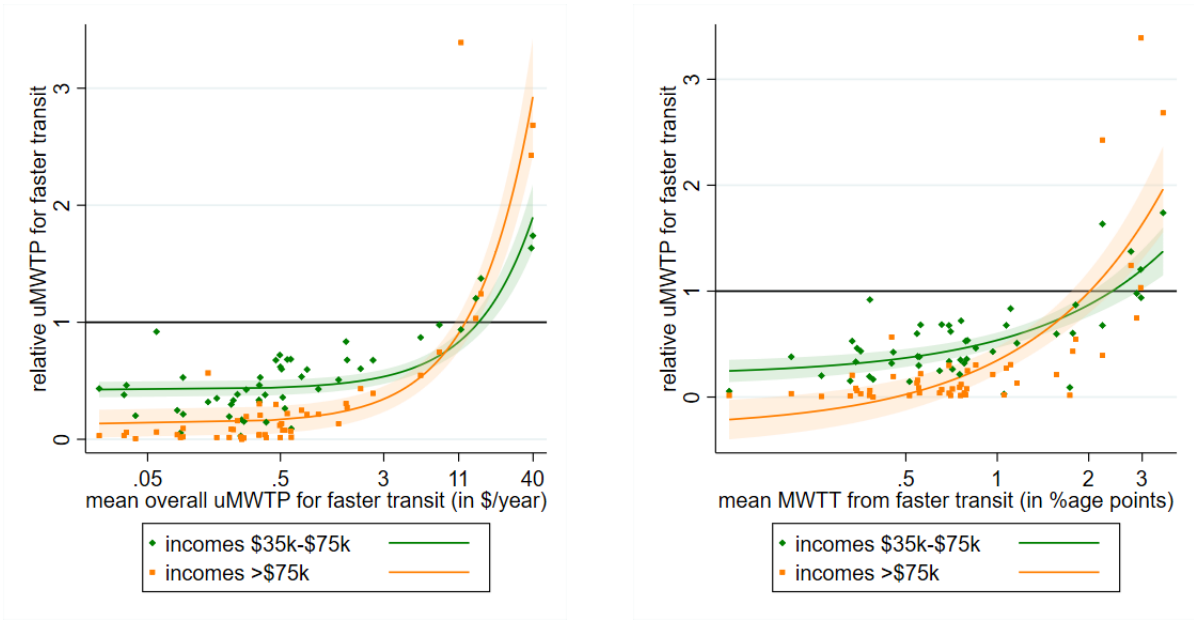 relative uMWTP for faster transit
3
2
1
0
.05 .5 3 11 40
mean overall uMWTP for faster transit (in $/year)
incomes $35k-$75k
incomes >$75k
relative uMWTP for faster transit
3
2
1
0
.5 1 2 3
mean MWTT from faster transit (in %age points)
incomes $35k-$75k
incomes >$75k